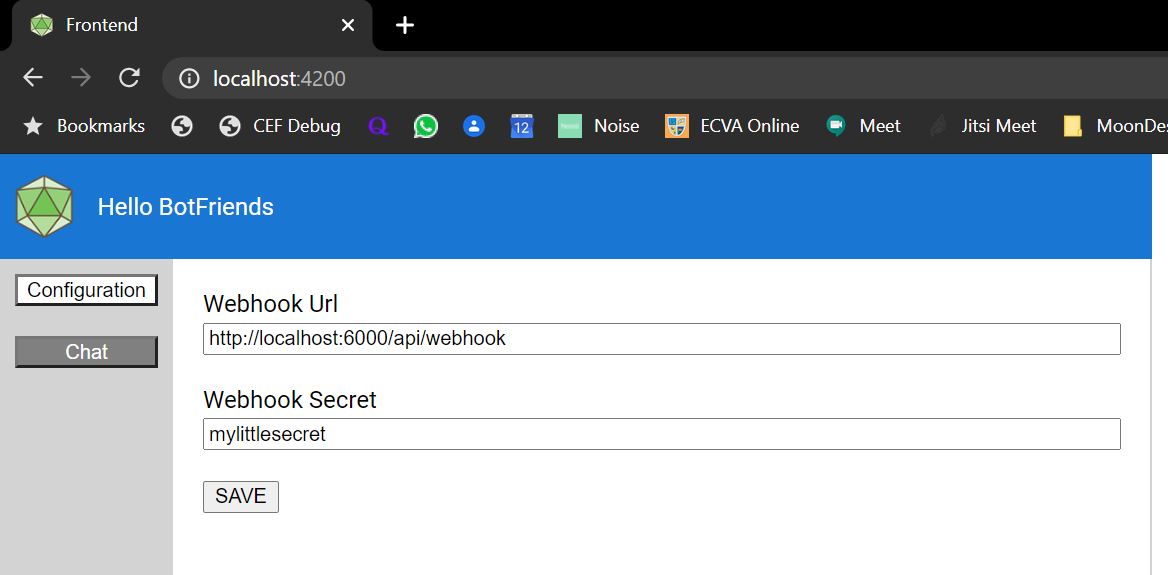 Frontend
localhost:4200
Bookmarks CEF Debug 12 Noise ECVA Online Meet Jitsi Meet MoonDes
Hello BotFriends
Configuration
Chat
Webhook Url
http://localhost:6000/api/webhook
Webhook Secret
mylittlesecret
SAVE